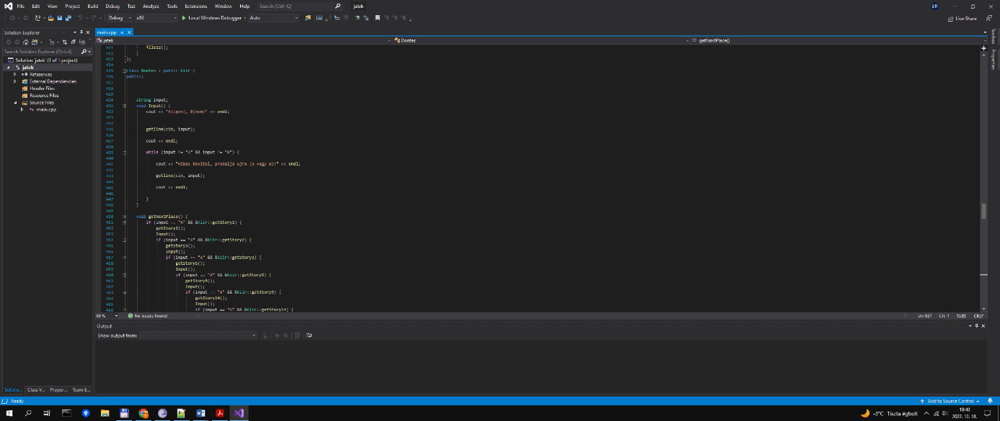 File Edit View Project Build Debug Test Analyze Tools Extensions Window Help Search (Ctrl+Q) jatek BR
Debug x86 Local Windows Debugger Auto Live Share
Solution Explorer
Search Solution Explorer (Ctrl+é)
Solution 'jatek' (1 of 1 project)
jatek
References
External Dependencies
Header Files
Resource Files
Source Files
main.cpp
Solutio... Class V... Proper... Team E...
main.cpp
jatek Dontes getNextPlace()
421 filezz();
422 }
423 };
424
425 class Dontes : public Kiir {
426 public:
427
428
429
430 string input;
431 void Input() {
432 cout << "A(igen), B(nem)" << endl;
433
434
435 getline(cin, input);
436
437 cout << endl;
438
439 while (input != "A" && input != "B") {
440
441 cout << "Hibas bevitel, probalja ujra (A vagy B)!" << endl;
442
443 getline(cin, input);
444
445 cout << endl;
446
447 }
448 }
449
450 void getNextPlace() {
451 if (input == "A" && &Kiir::getStory1) {
452 getStory2();
453 Input();
454 if (input == "A" && &Kiir::getStory2) {
455 getStory3();
456 Input();
457 if (input == "A" && &Kiir::getStory3) {
458 getStory5();
459 Input();
460 if (input == "A" && &Kiir::getStory5) {
461 getStory9();
462 Input();
463 if (input == "A" && &Kiir::getStory9) {
464 getStory14();
465 Input();
466 if (input == "A" && &Kiir::getStory14) {
88 % No issues found Ln: 627 Ch: 1 TABS CRLF
Output
Show output from:
Toolbox
Properties
Ready Add to Source Control
-3°C Tiszta égbolt 18:40
2022. 12. 18.